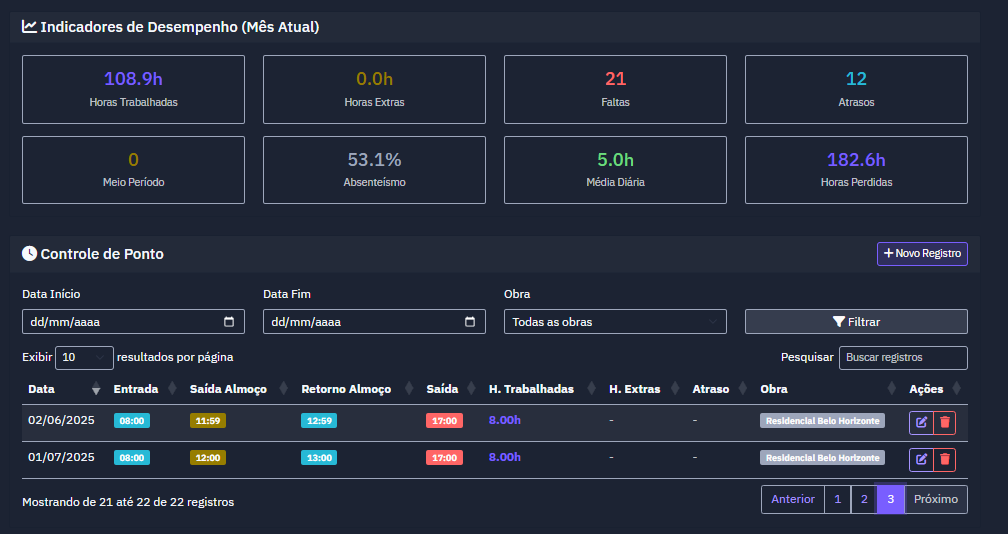 Indicadores de Desempenho (Mês Atual)
108.9h 0.0h 21 12
Horas Trabalhadas Horas Extras Faltas Atrasos
0 53.1% 5.0h 182.6h
Meio Período Absenteísmo Média Diária Horas Perdidas
Controle de Ponto + Novo Registro
Data Início Data Fim Obra
dd/mm/aaaa dd/mm/aaaa Todas as obras Filtrar
Exibir 10 resultados por página Pesquisar Buscar registros
Data Entrada Saída Almoço Retorno Almoço Saída H. Trabalhadas H. Extras Atraso Obra Ações
02/06/2025 08:00 11:59 12:59 17:00 8.00h - - Residencial Belo Horizonte
01/07/2025 08:00 12:00 13:00 17:00 8.00h - - Residencial Belo Horizonte
Mostrando de 21 até 22 de 22 registros Anterior 1 2 3 Próximo